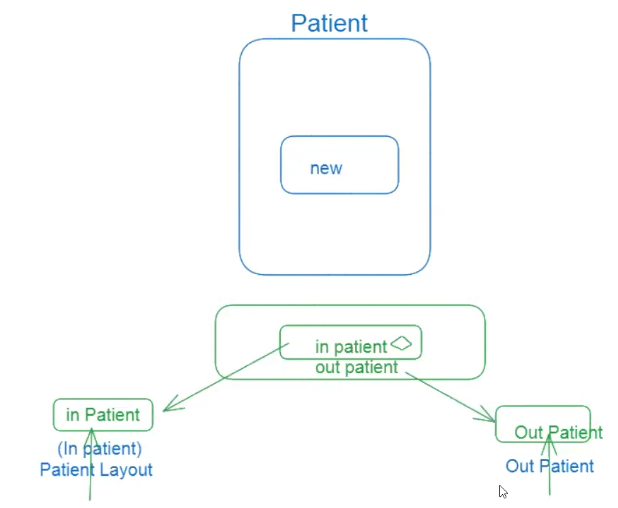 Patient
new
in patient
out patient
in Patient
(In patient)
Patient Layout
Out Patient
Out Patient